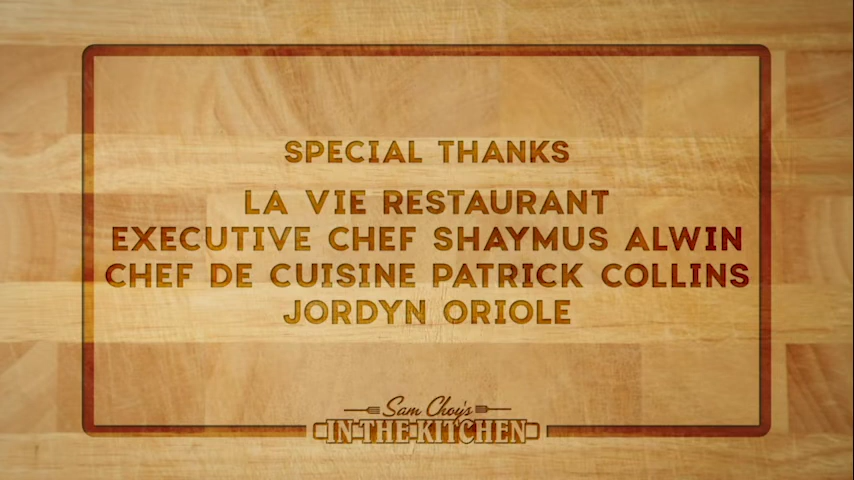 SPECIAL THANKS
LA VIE RESTAURANT
EXECUTIVE CHEF SHAYMUS ALWIN
CHEF DE CUISINE PATRICK COLLINS
JORDYN ORIOLE
Sam Choy's
IN THE KITCHEN